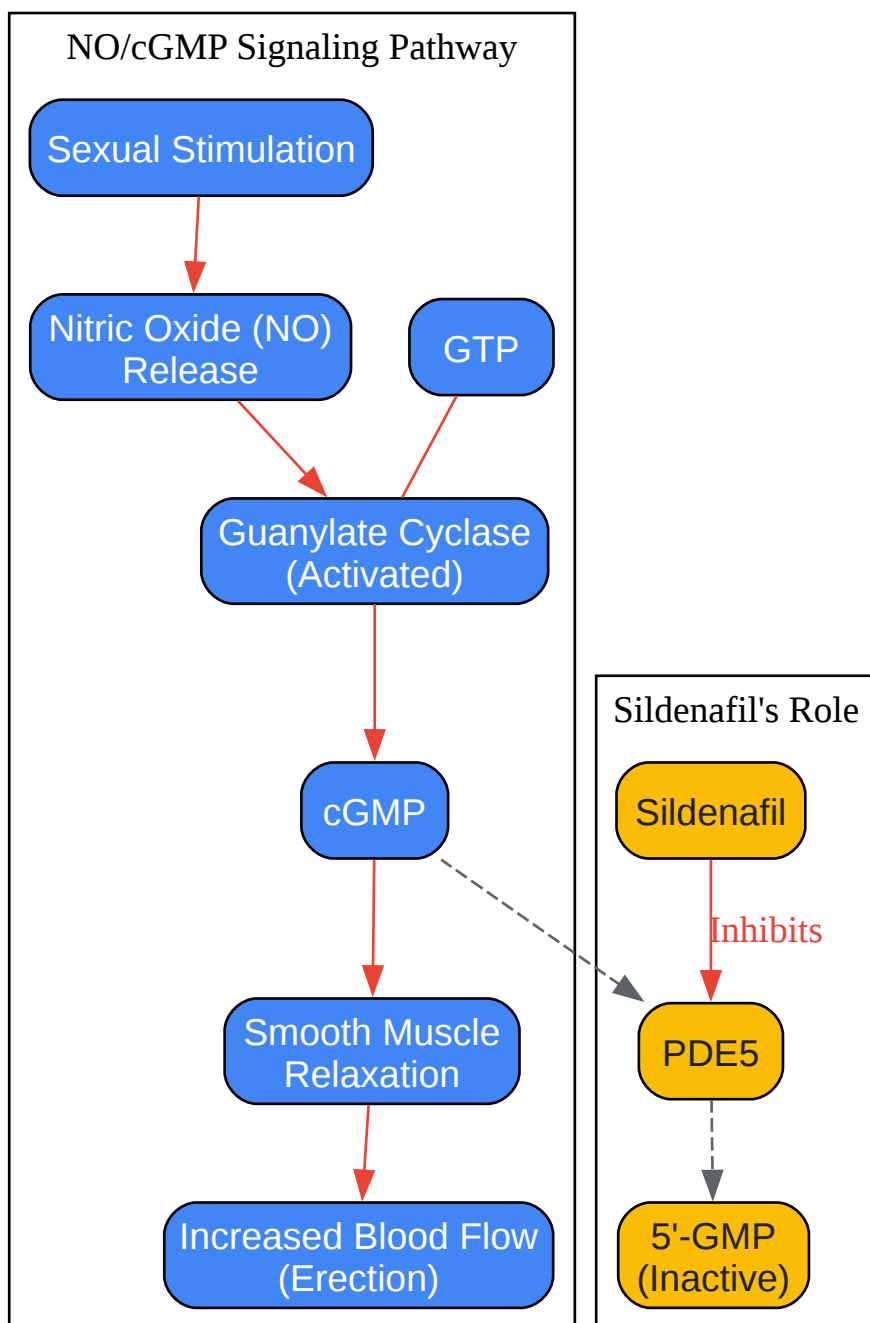 NO/cGMP Signaling Pathway
Sexual Stimulation
Nitric Oxide (NO)
Release
GTP
Guanylate Cyclase
(Activated)
cGMP
Smooth Muscle
Relaxation
Increased Blood Flow
(Erection)
Sildenafil's Role
Sildenafil
Inhibits
PDE5
5'-GMP
(Inactive)